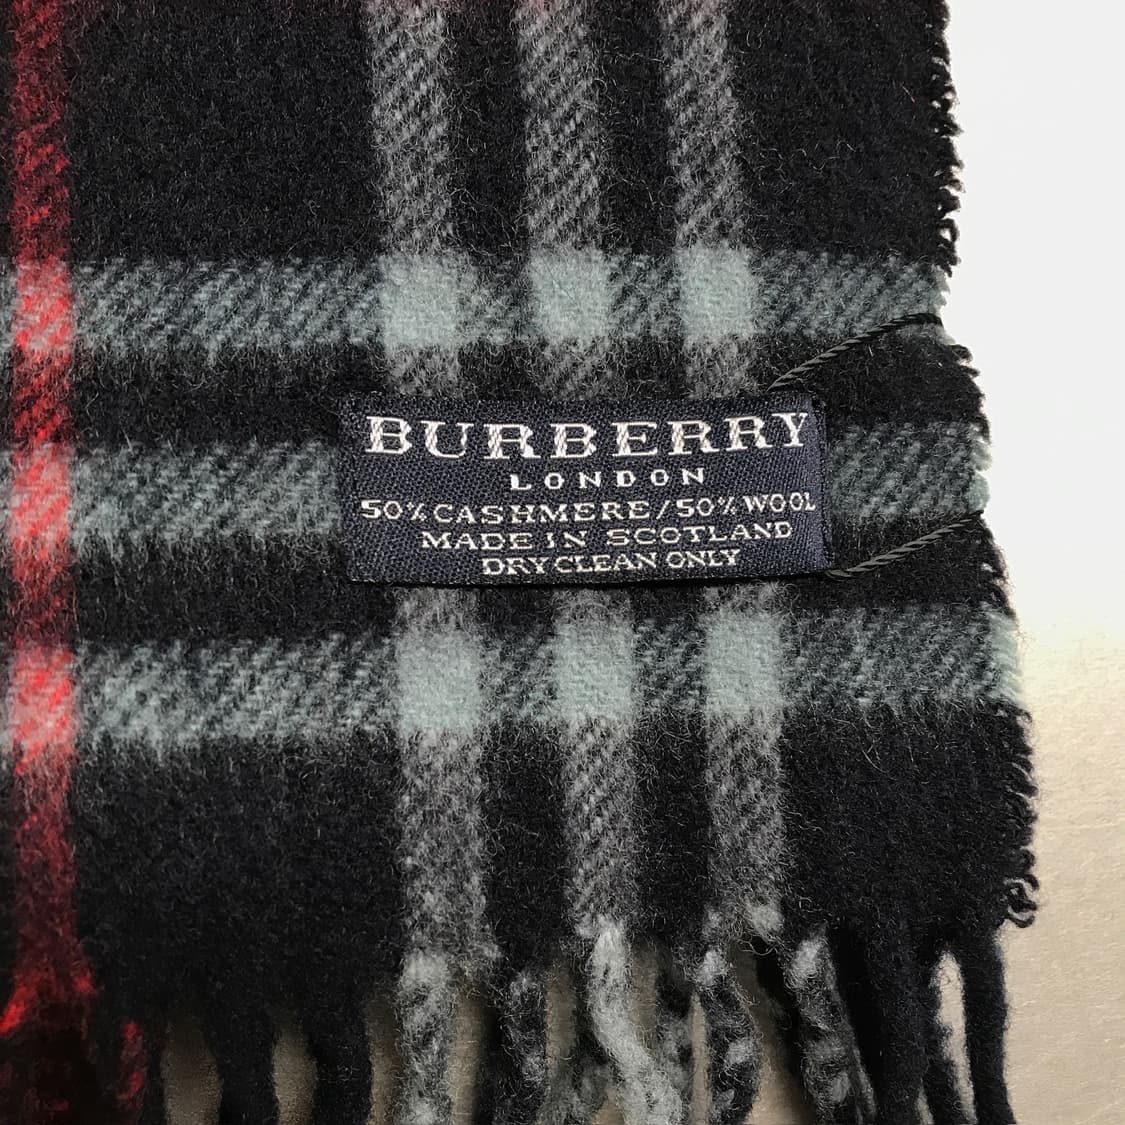 BURBERRY
LONDON
50% CASHMERE/50% WOOL
MADE IN SCOTLAND
DRY CLEAN ONLY